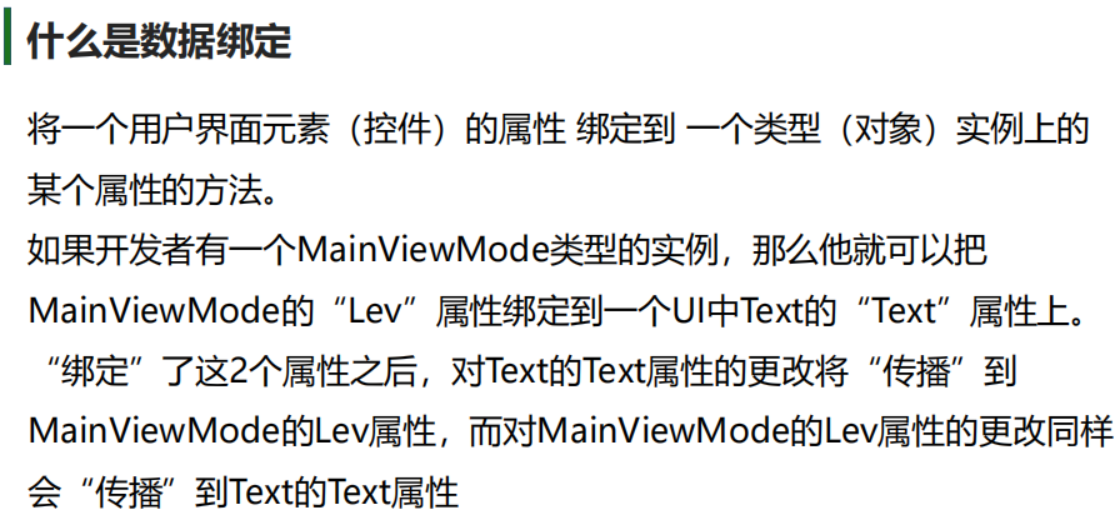 什么是数据绑定
将一个用户界面元素（控件）的属性 绑定到 一个类型（对象）实例上的
某个属性的方法。
如果开发者有一个MainViewMode类型的实例，那么他就可以把
MainViewMode的“Lev”属性绑定到一个UI中Text的“Text”属性上。
“绑定”了这2个属性之后，对Text的Text属性的更改将“传播”到
MainViewMode的Lev属性，而对MainViewMode的Lev属性的更改同样
会“传播”到Text的Text属性